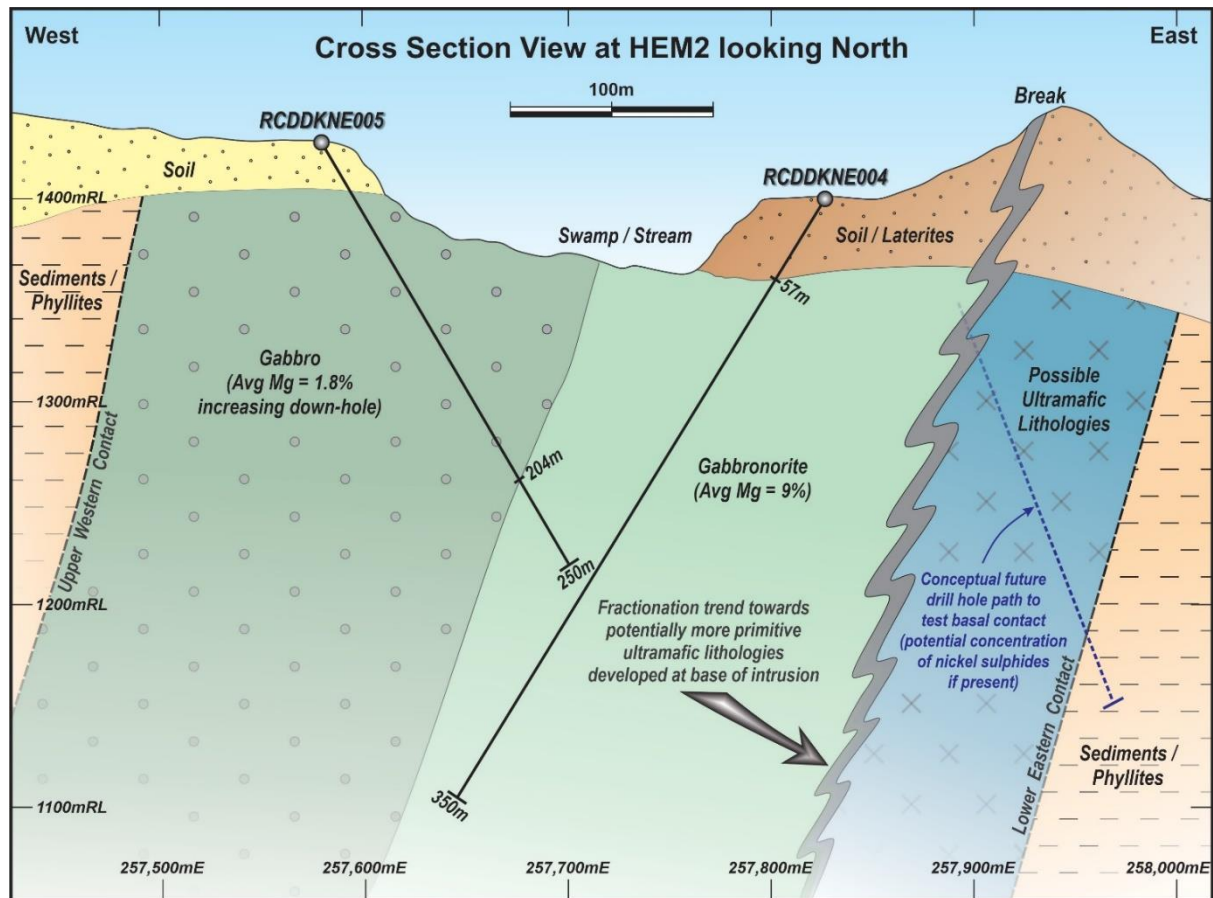 West
East
Cross Section View at HEM2 looking North
100m
Break
RCDDKNE005
RCDDKNE004
Soil
1400mRL
Swamp / Stream
Soil / Laterites
57m
Sediments /
Phyllites
Gabbro
(Avg Mg = 1.8%
increasing down-hole)
Possible
Ultramafic
Lithologies
1300mRL
204m
Gabbronorite
(Avg Mg = 9%)
Upper Western Contact
250m
Conceptual future
drill hole path to
test basal contact
(potential concentration
of nickel sulphides
if present)
1200mRL
Fractionation trend towards
potentially more primitive
ultramafic lithologies
developed at base of intrusion
Lower Eastern Contact
Sediments /
Phyllites
1100mRL
350m
257,500mE
257,600mE
257,700mE
257,800mE
257,900mE
258,000mE